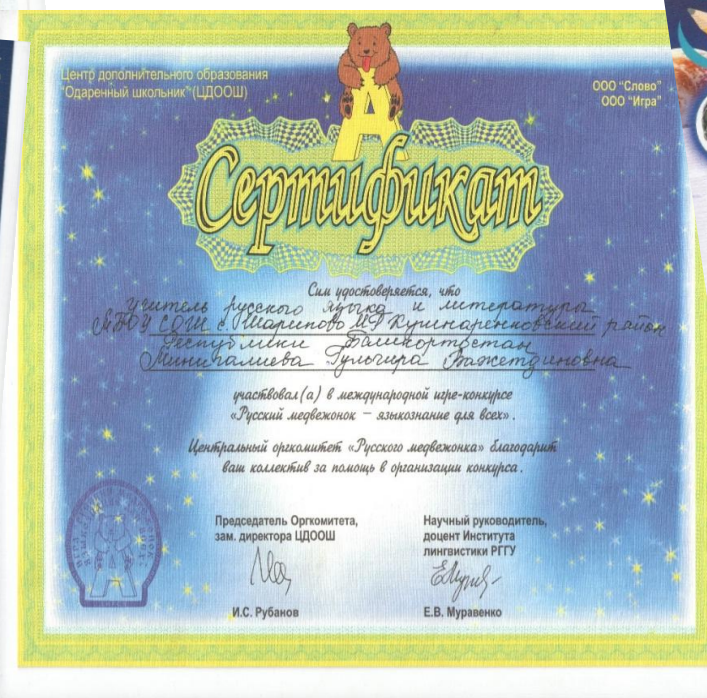 Центр дополнительного образования
"Одаренный школьник" (ЦДООШ)
ООО "Слово"
ООО "Игра"
А
Сертификат
Сим удостоверяется, что
учитель русского языка и литературы
МБОУ СОШ с. Шарипово МР Кушнаренковский район
Республики Башкортостан
Минигалиева Гульгира Важетдиновна
участвовал(а) в международной игре-конкурсе
«Русский медвежонок – языкознание для всех».
Центральный оргкомитет «Русского медвежонка» благодарит
ваш коллектив за помощь в организации конкурса.
Председатель Оргкомитета,
зам. директора ЦДООШ
И.С. Рубанов
Научный руководитель,
доцент Института
лингвистики РГГУ
Е.В. Муравенко